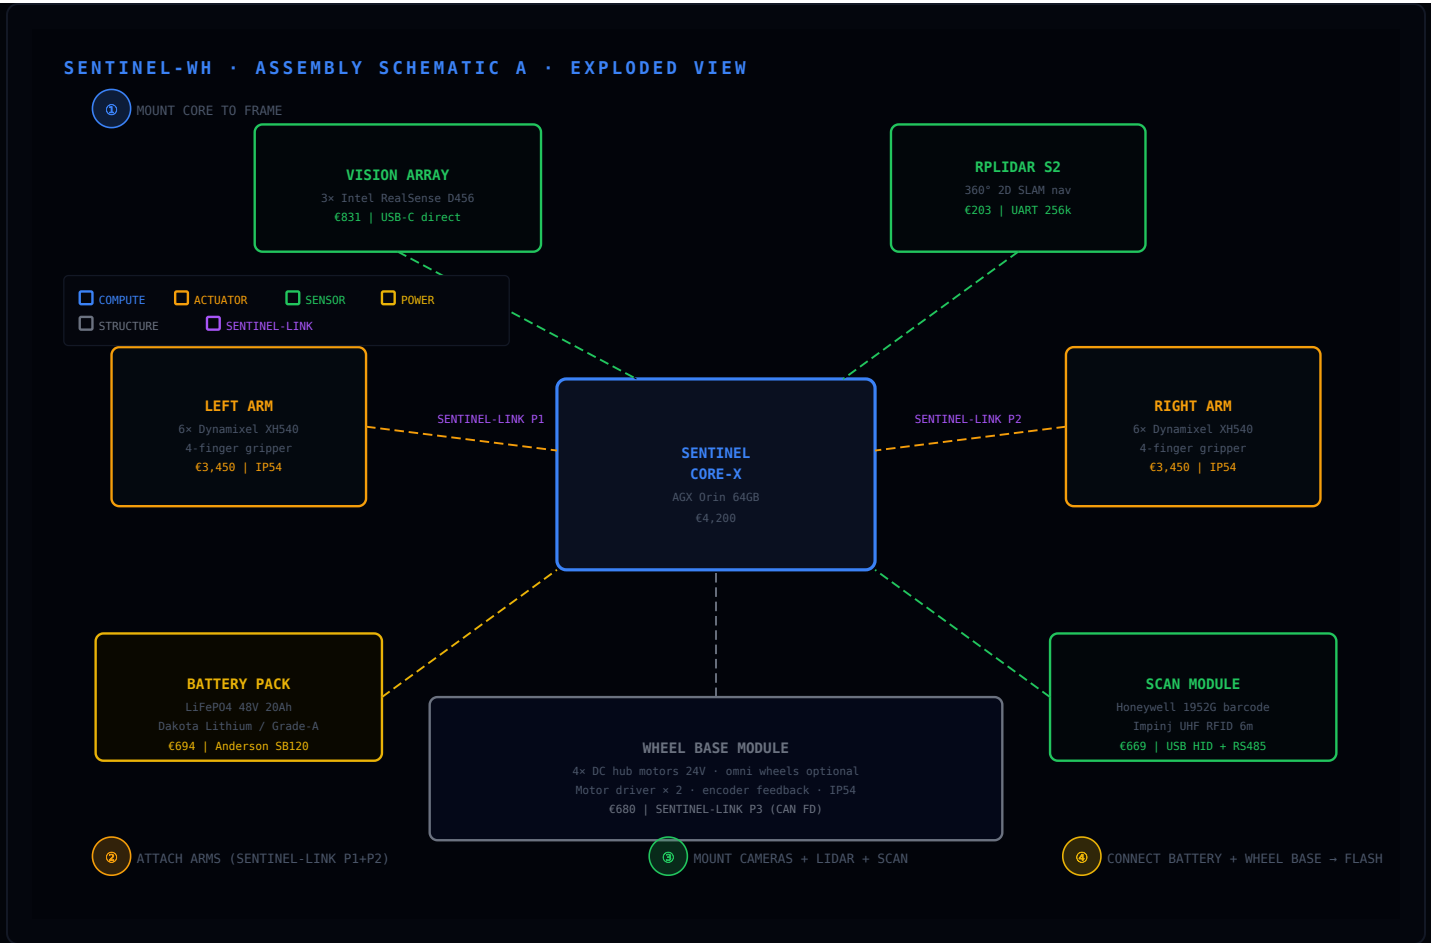 SENTINEL-WH · ASSEMBLY SCHEMATIC A · EXPLODED VIEW
① MOUNT CORE TO FRAME
VISION ARRAY
3× Intel RealSense D456
€831 | USB-C direct
RPLIDAR S2
360° 2D SLAM nav
€203 | UART 256k
COMPUTE ACTUATOR SENSOR POWER
STRUCTURE SENTINEL-LINK
LEFT ARM
6× Dynamixel XH540
4-finger gripper
€3,450 | IP54
SENTINEL-LINK P1
SENTINEL
CORE-X
AGX Orin 64GB
€4,200
SENTINEL-LINK P2
RIGHT ARM
6× Dynamixel XH540
4-finger gripper
€3,450 | IP54
BATTERY PACK
LiFePO4 48V 20Ah
Dakota Lithium / Grade-A
€694 | Anderson SB120
WHEEL BASE MODULE
4× DC hub motors 24V · omni wheels optional
Motor driver × 2 · encoder feedback · IP54
€680 | SENTINEL-LINK P3 (CAN FD)
SCAN MODULE
Honeywell 1952G barcode
Impinj UHF RFID 6m
€669 | USB HID + RS485
② ATTACH ARMS (SENTINEL-LINK P1+P2)
③ MOUNT CAMERAS + LIDAR + SCAN
④ CONNECT BATTERY + WHEEL BASE → FLASH